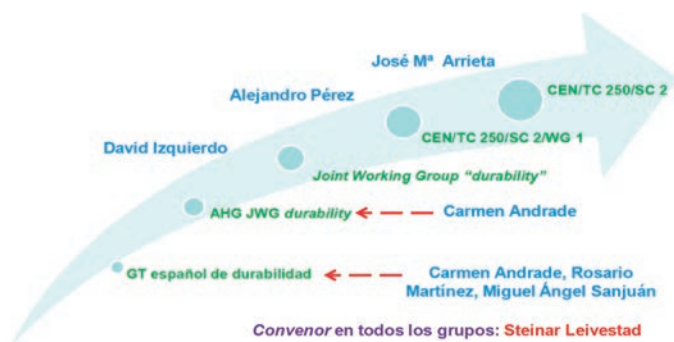 José Mª Arrieta
CEN/TC 250/SC 2
Alejandro Pérez
CEN/TC 250/SC 2/WG 1
David Izquierdo
Joint Working Group “durability”
AHG JWG durability
Carmen Andrade
GT español de durabilidad
Carmen Andrade, Rosario
Martínez, Miguel Ángel Sanjuán
Convenor en todos los grupos: Steinar Leivestad